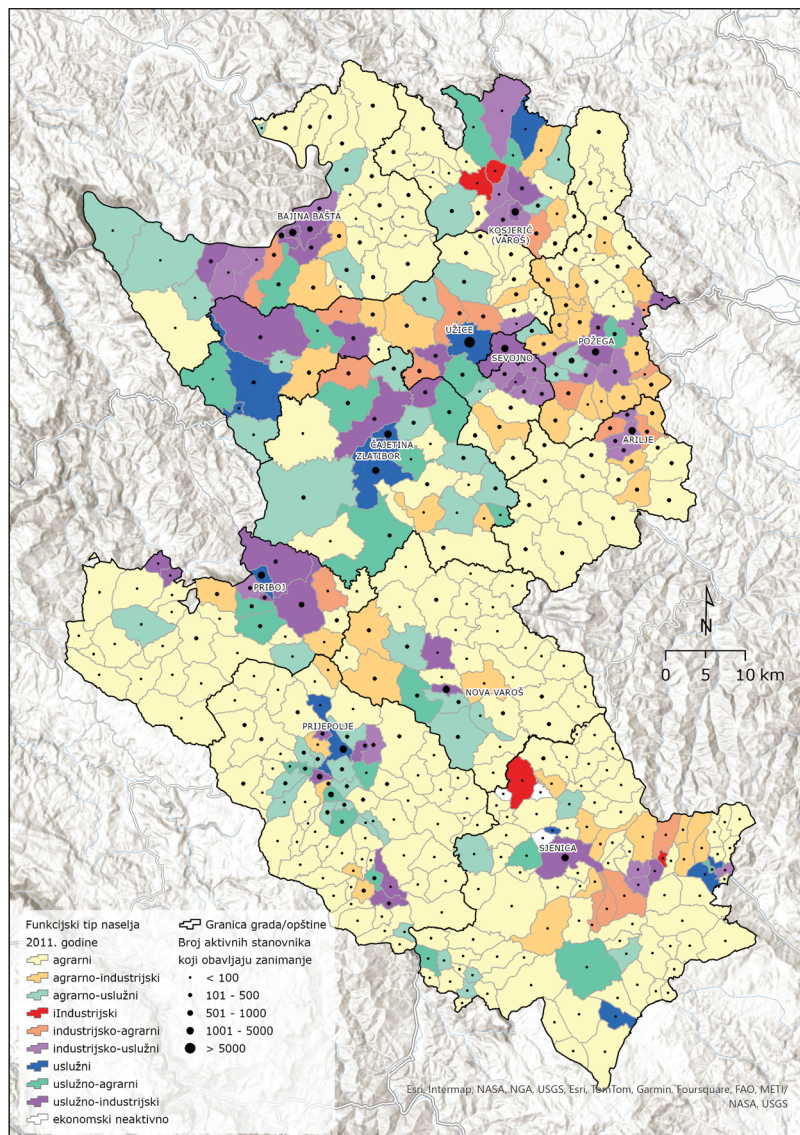 BAJINA BAŠTA
KOSJERIĆ
(VAROŠ)
UŽICE
SEVOJNO
POŽEGA
ARILJE
ČAJETINA
ZLATIBOR
PRIBOJ
0 5 10 km
NOVA VAROŠ
PRIJEPOLJE
SJENICA
Funkcijski tip naselja
2011. godine
agrarni
agrarno-industrijski
agrarno-uslužni
iIndustrijski
industrijsko-agrarni
industrijsko-uslužni
uslužni
uslužno-agrarni
uslužno-industrijski
ekonomski neaktivno
Granica grada/opštine
Broj aktivnih stanovnika
koji obavljaju zanimanje
< 100
101 - 500
501 - 1000
1001 - 5000
> 5000
Esri, Intermap, NASA, NGA, USGS, Esri, TomTom, Garmin, Foursquare, FAO, METI/
NASA, USGS
N